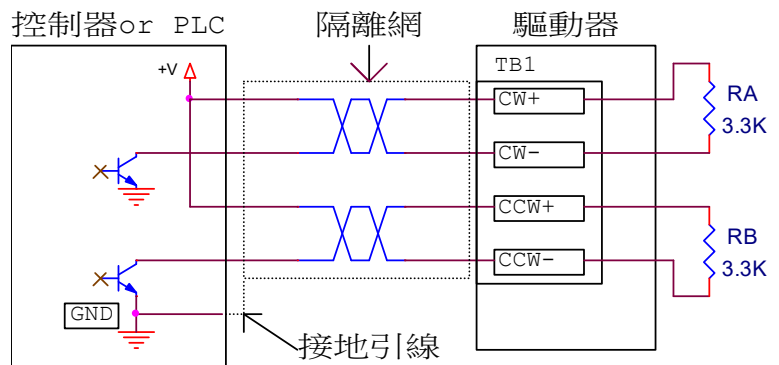 控制器or PLC
隔離網
驅動器
+V
TB1
CW+
RA
3.3K
CW-
CCW+
RB
3.3K
CCW-
GND
接地引線